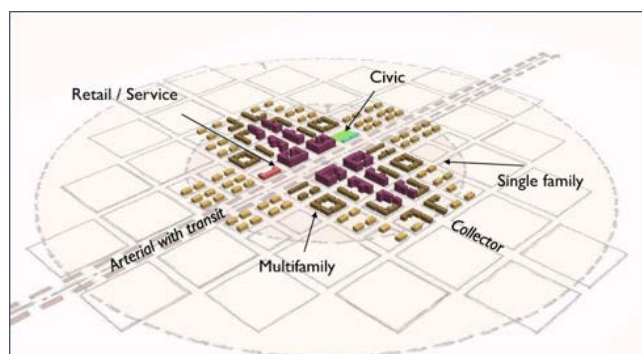 Civic
Retail / Service
Single family
Arterial with transit
Collector
Multifamily